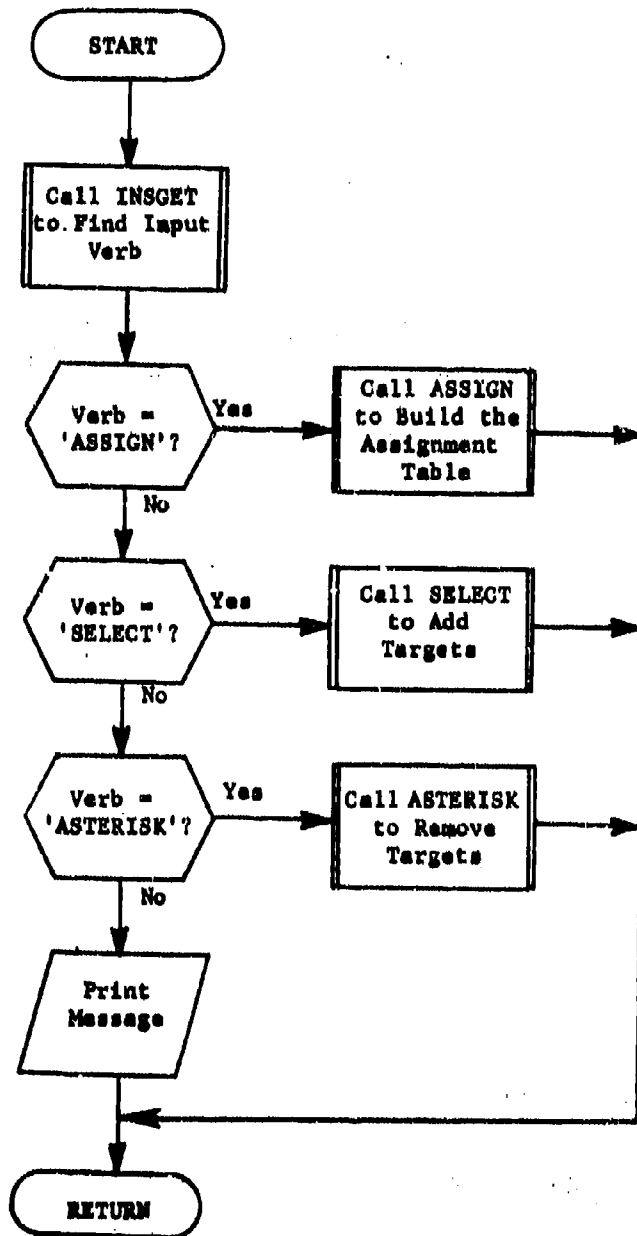 START
Call INSGET
to Find Input
Verb
Verb =
'ASSIGN'?
Yes
Call ASSIGN
to Build the
Assignment
Table
No
Verb =
'SELECT'?
Yes
Call SELECT
to Add
Targets
No
Verb =
'ASTERISK'?
Yes
Call ASTERISK
to Remove
Targets
No
Print
Message
RETURN